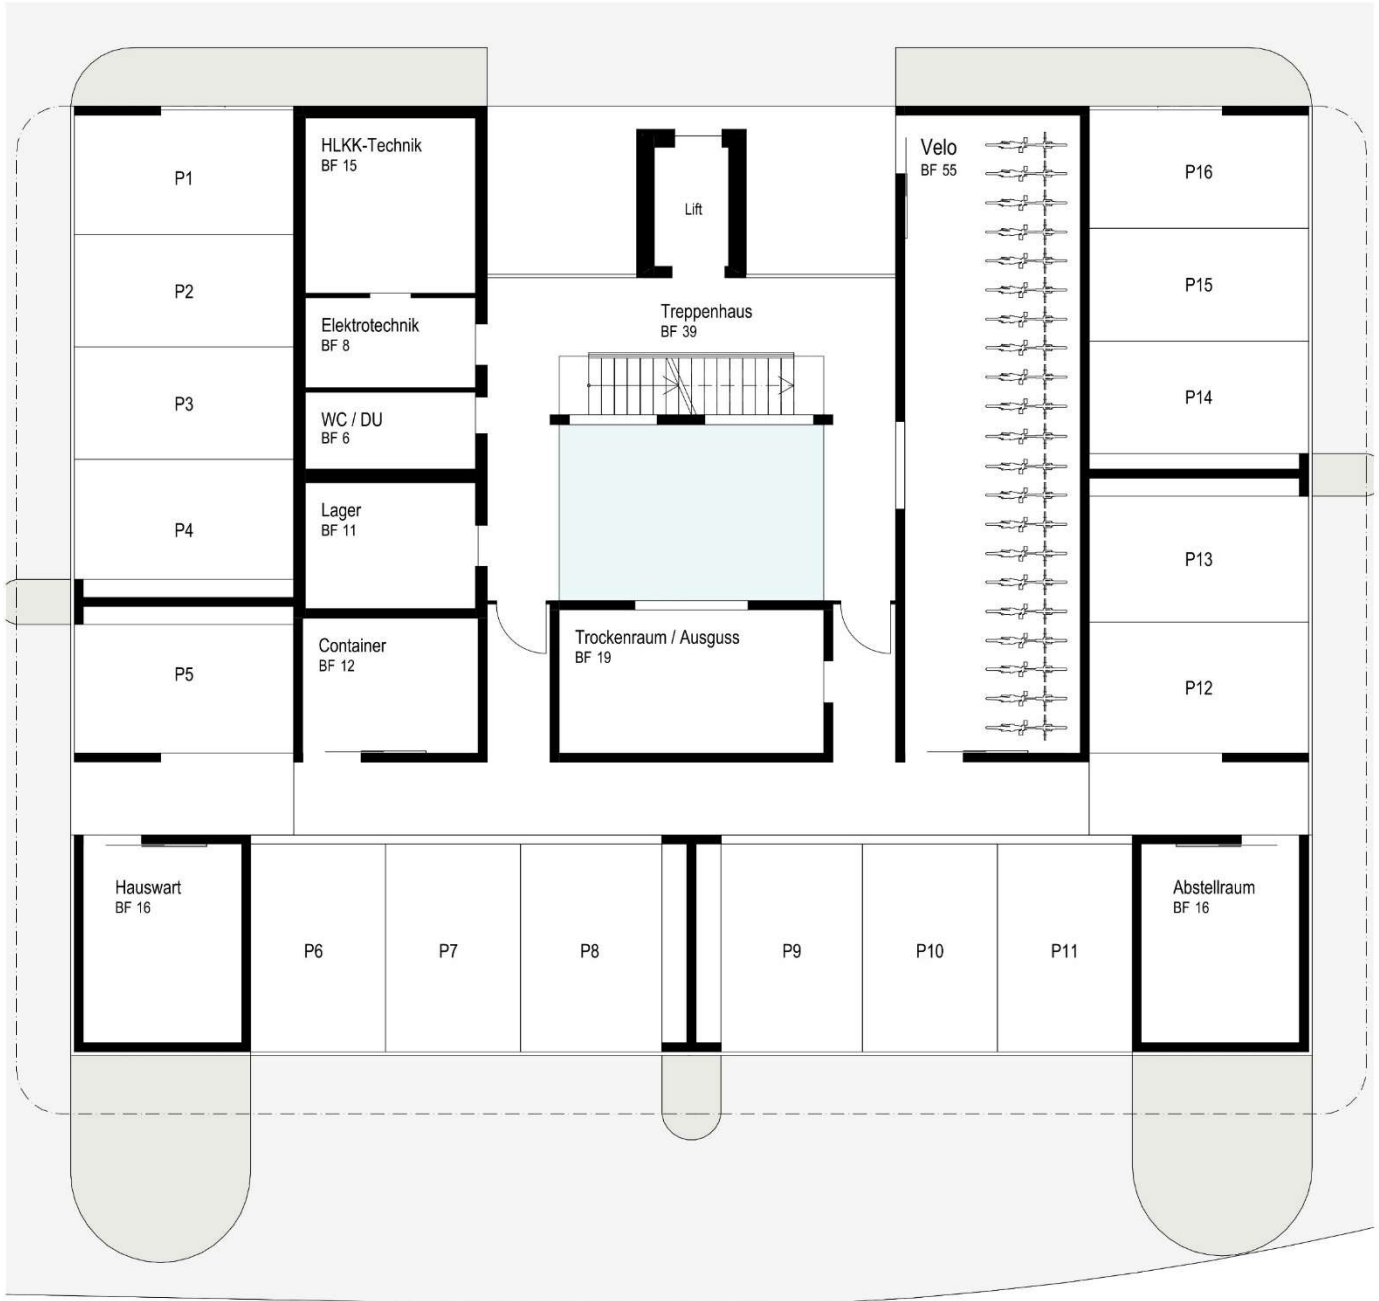 P1
HLKK-Technik
BF 15
Lift
Velo
BF 55
P16
P2
Elektrotechnik
BF 8
Treppenhaus
BF 39
P15
P3
WC / DU
BF 6
P14
P4
Lager
BF 11
P13
P5
Container
BF 12
Trockenraum / Ausguss
BF 19
P12
Hauswart
BF 16
P6
P7
P8
P9
P10
P11
Abstellraum
BF 16